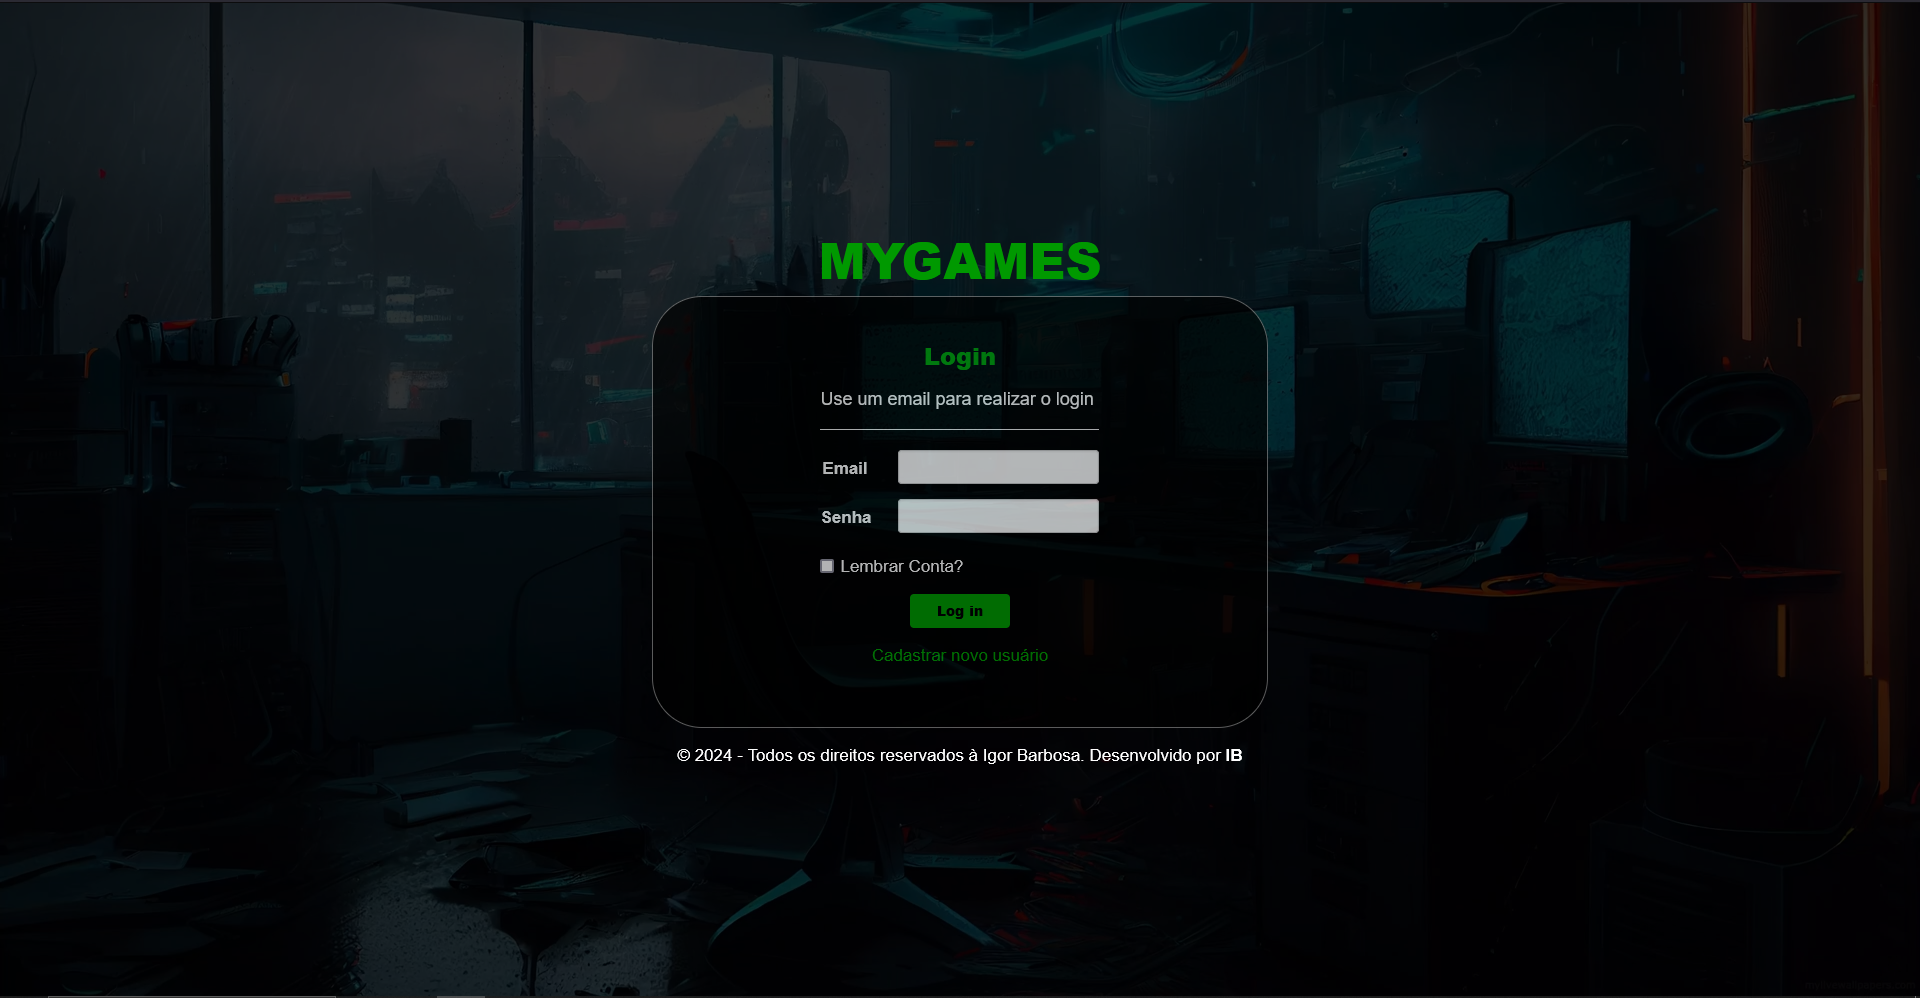 MYGAMES
Login
Use um email para realizar o login
Email
Senha
Lembrar Conta?
Log in
Cadastrar novo usuário
© 2024 - Todos os direitos reservados à Igor Barbosa. Desenvolvido por IB